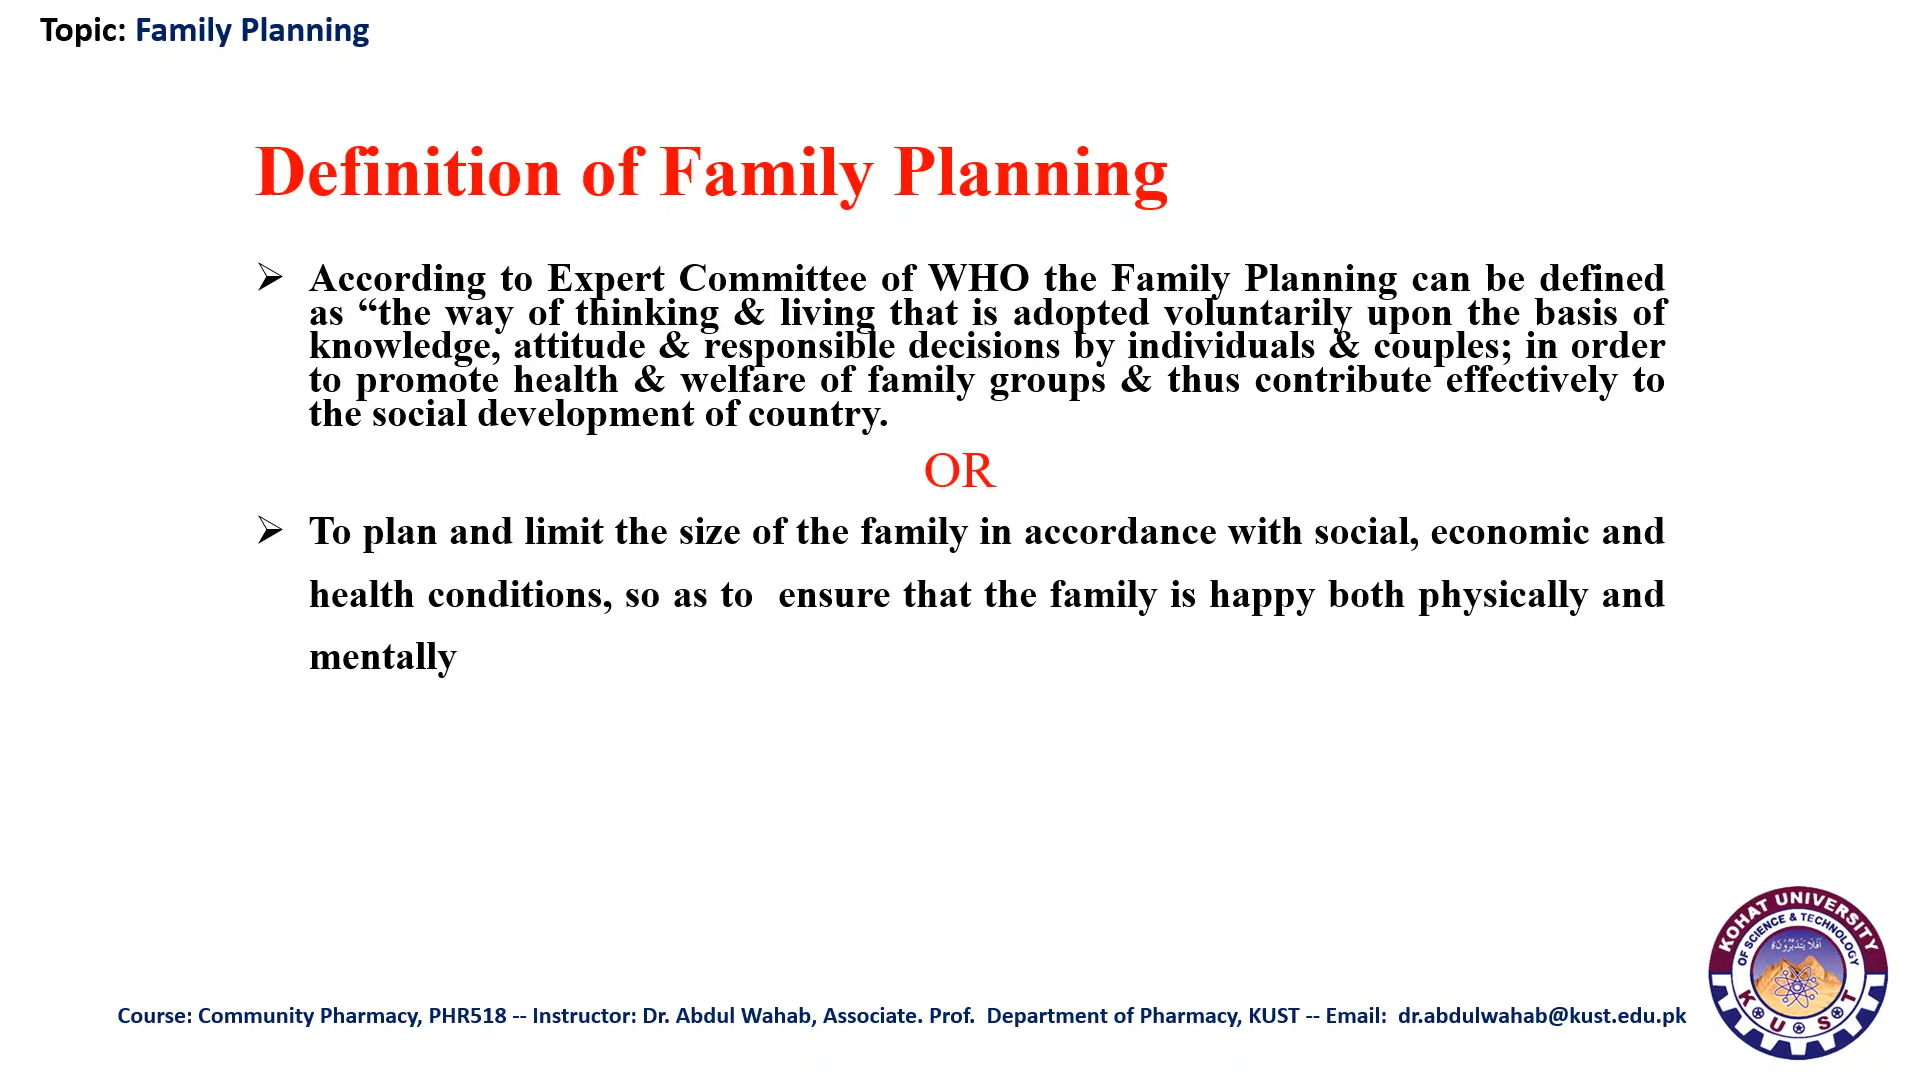 Topic: Family Planning
Definition of Family Planning
➢ According to Expert Committee of WHO the Family Planning can be defined
as “the way of thinking & living that is adopted voluntarily upon the basis of
knowledge, attitude & responsible decisions by individuals & couples; in order
to promote health & welfare of family groups & thus contribute effectively to
the social development of country.
OR
➢ To plan and limit the size of the family in accordance with social, economic and
health conditions, so as to  ensure that the family is happy both physically and
mentally
KOHAT UNIVERSITY
OF SCIENCE & TECHNOLOGY
أفلا يتدبرون
K U S T
Course: Community Pharmacy, PHR518 -- Instructor: Dr. Abdul Wahab, Associate. Prof.  Department of Pharmacy, KUST -- Email:  dr.abdulwahab@kust.edu.pk